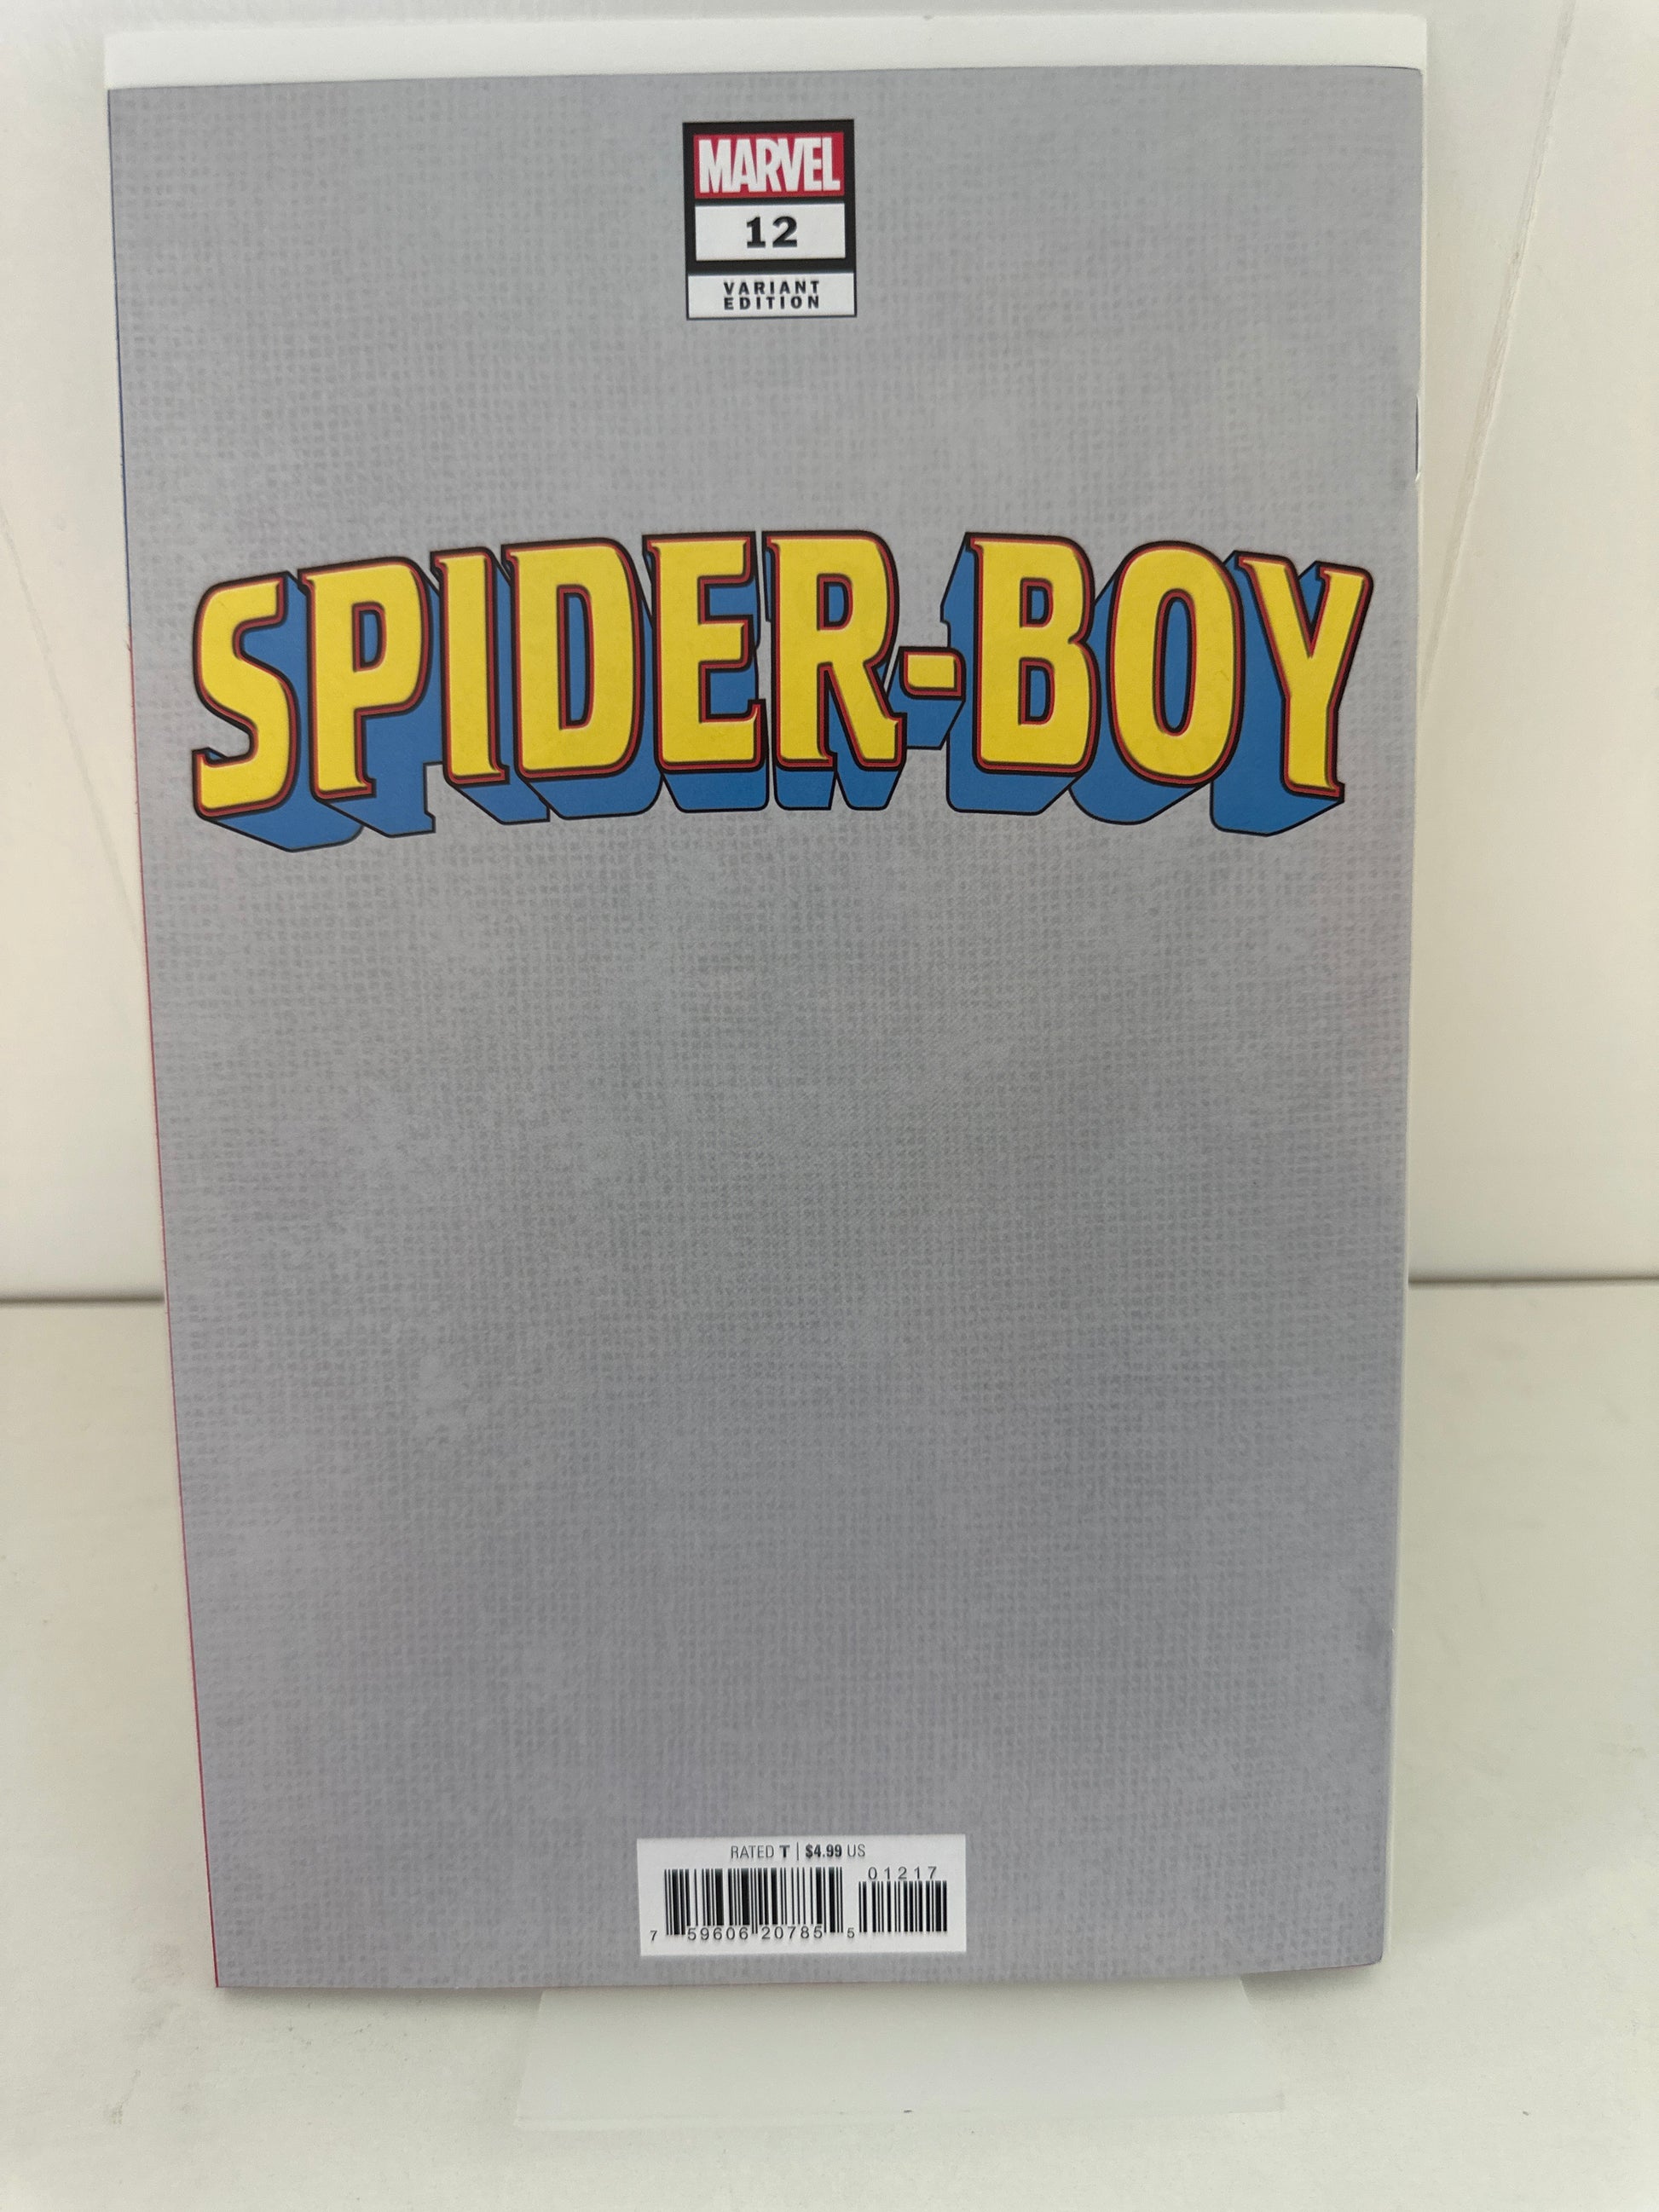 MARVEL
12
VARIANT
EDITION
SPIDER-BOY
RATED T | $4.99 US
01217
7 59606 20785 5